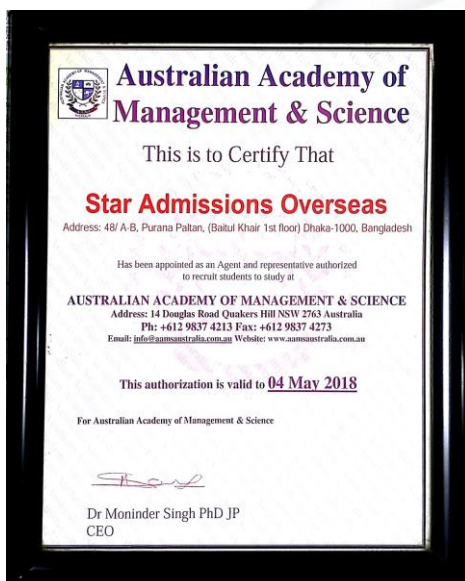 Australian Academy of
Management & Science
This is to Certify That
Star Admissions Overseas
Address: 48/ A-B, Purana Paltan, (Baitul Khair 1st floor) Dhaka-1000, Bangladesh
Has been appointed as an Agent and representative authorized
to recruit students to study at
AUSTRALIAN ACADEMY OF MANAGEMENT & SCIENCE
Address: 14 Douglas Road Quakers Hill NSW 2763 Australia
Ph: +612 9837 4213 Fax: +612 9837 4273
Email: info@aamsaustralia.com.au Website: www.aamsaustralia.com.au
This authorization is valid to 04 May 2018
For Australian Academy of Management & Science
Dr Moninder Singh PhD JP
CEO